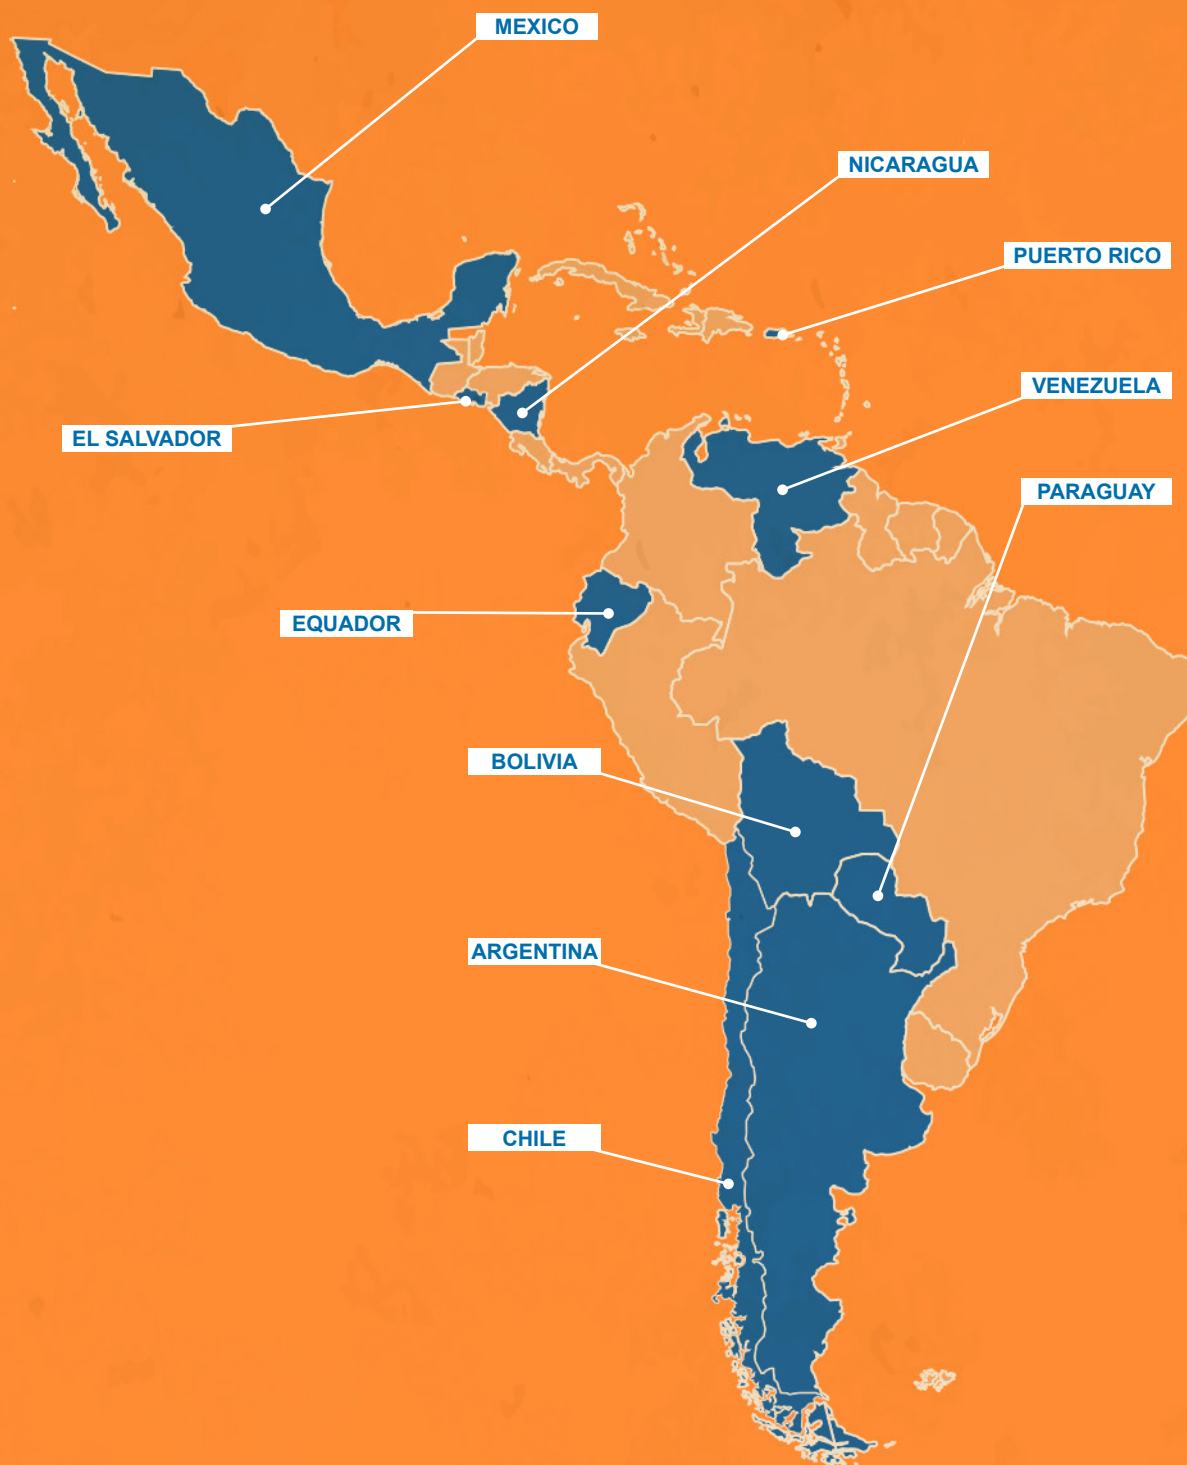 MEXICO
NICARAGUA
PUERTO RICO
VENEZUELA
EL SALVADOR
PARAGUAY
EQUADOR
BOLIVIA
ARGENTINA
CHILE